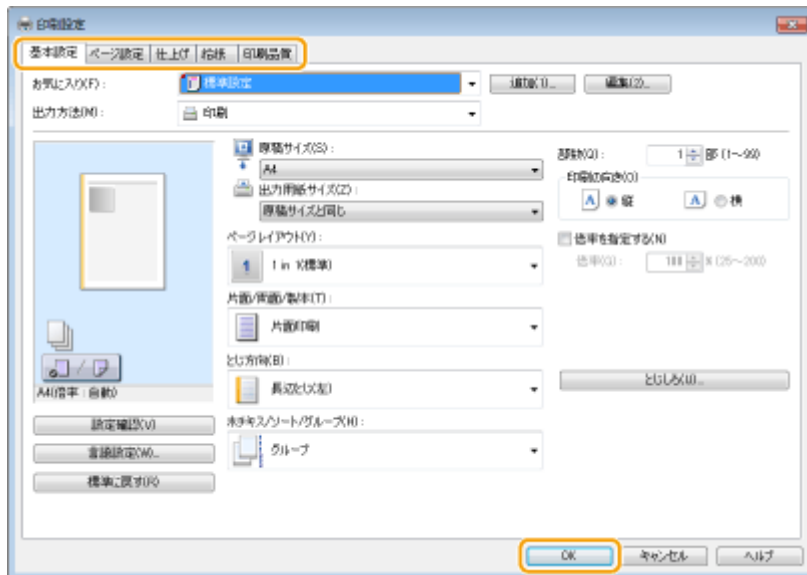 印刷設定
基本設定 ページ設定 仕上げ 給紙 印刷品質
お気に入り(F): 標準設定 追加(1)... 編集(2)...
出力方法(M): 印刷
原稿サイズ(S):
A4
出力用紙サイズ(Z):
原稿サイズと同じ
部数(Q): 1 部 (1~99)
印刷の向き(O)
A 縦 A 横
ページレイアウト(Y):
1 1 in 1(標準)
倍率を指定する(N)
倍率(G): 100 % (25~200)
片面/両面/製本(T):
片面印刷
とじ方向(B):
長辺とじ(左)
とじしろ(U)...
A4(倍率:自動)
ホチキス/ソート/グループ(H):
グループ
設定確認(V)
言語設定(W)...
標準に戻す(R)
OK キャンセル ヘルプ